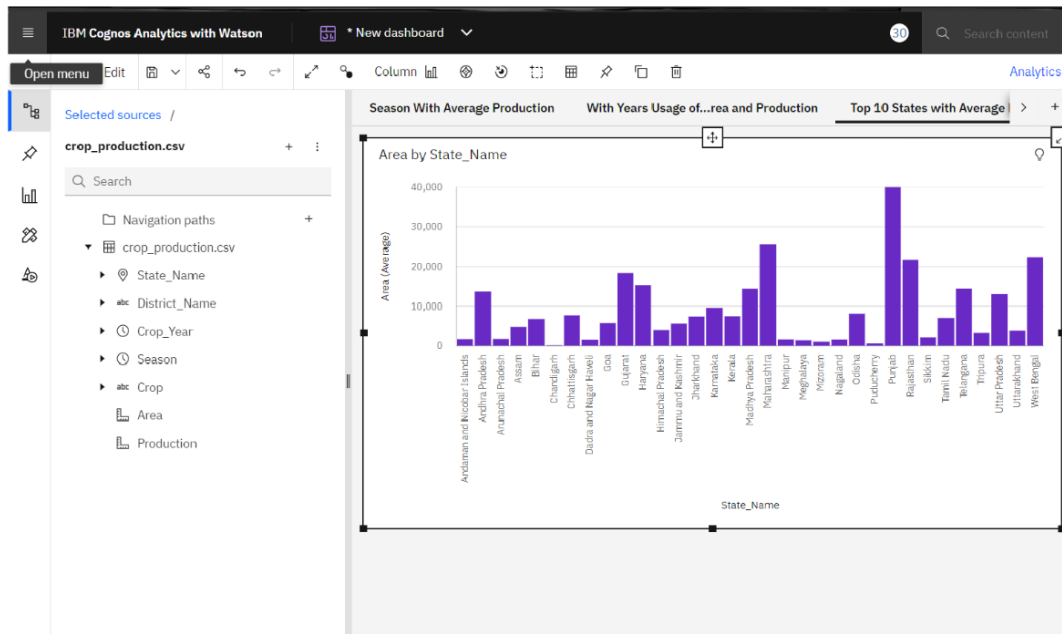 IBM Cognos Analytics with Watson
* New dashboard
30
Search content
Open menu
Edit
Column
Analytics
Selected sources /
crop_production.csv
Search
Navigation paths
crop_production.csv
State_Name
abc District_Name
Crop_Year
Season
abc Crop
Area
Production
Season With Average Production
With Years Usage of...rea and Production
Top 10 States with Average
Area by State_Name
40,000
30,000
20,000
10,000
0
Area (Average)
Andaman and Nicobar Islands
Andhra Pradesh
Arunachal Pradesh
Assam
Bihar
Chandigarh
Chhattisgarh
Dadra and Nagar Haveli
Goa
Gujarat
Haryana
Himachal Pradesh
Jammu and Kashmir
Jharkhand
Karnataka
Kerala
Madhya Pradesh
Maharashtra
Manipur
Meghalaya
Mizoram
Nagaland
Odisha
Puducherry
Punjab
Rajasthan
Sikkim
Tamil Nadu
Telangana
Tripura
Uttar Pradesh
Uttarakhand
West Bengal
State_Name